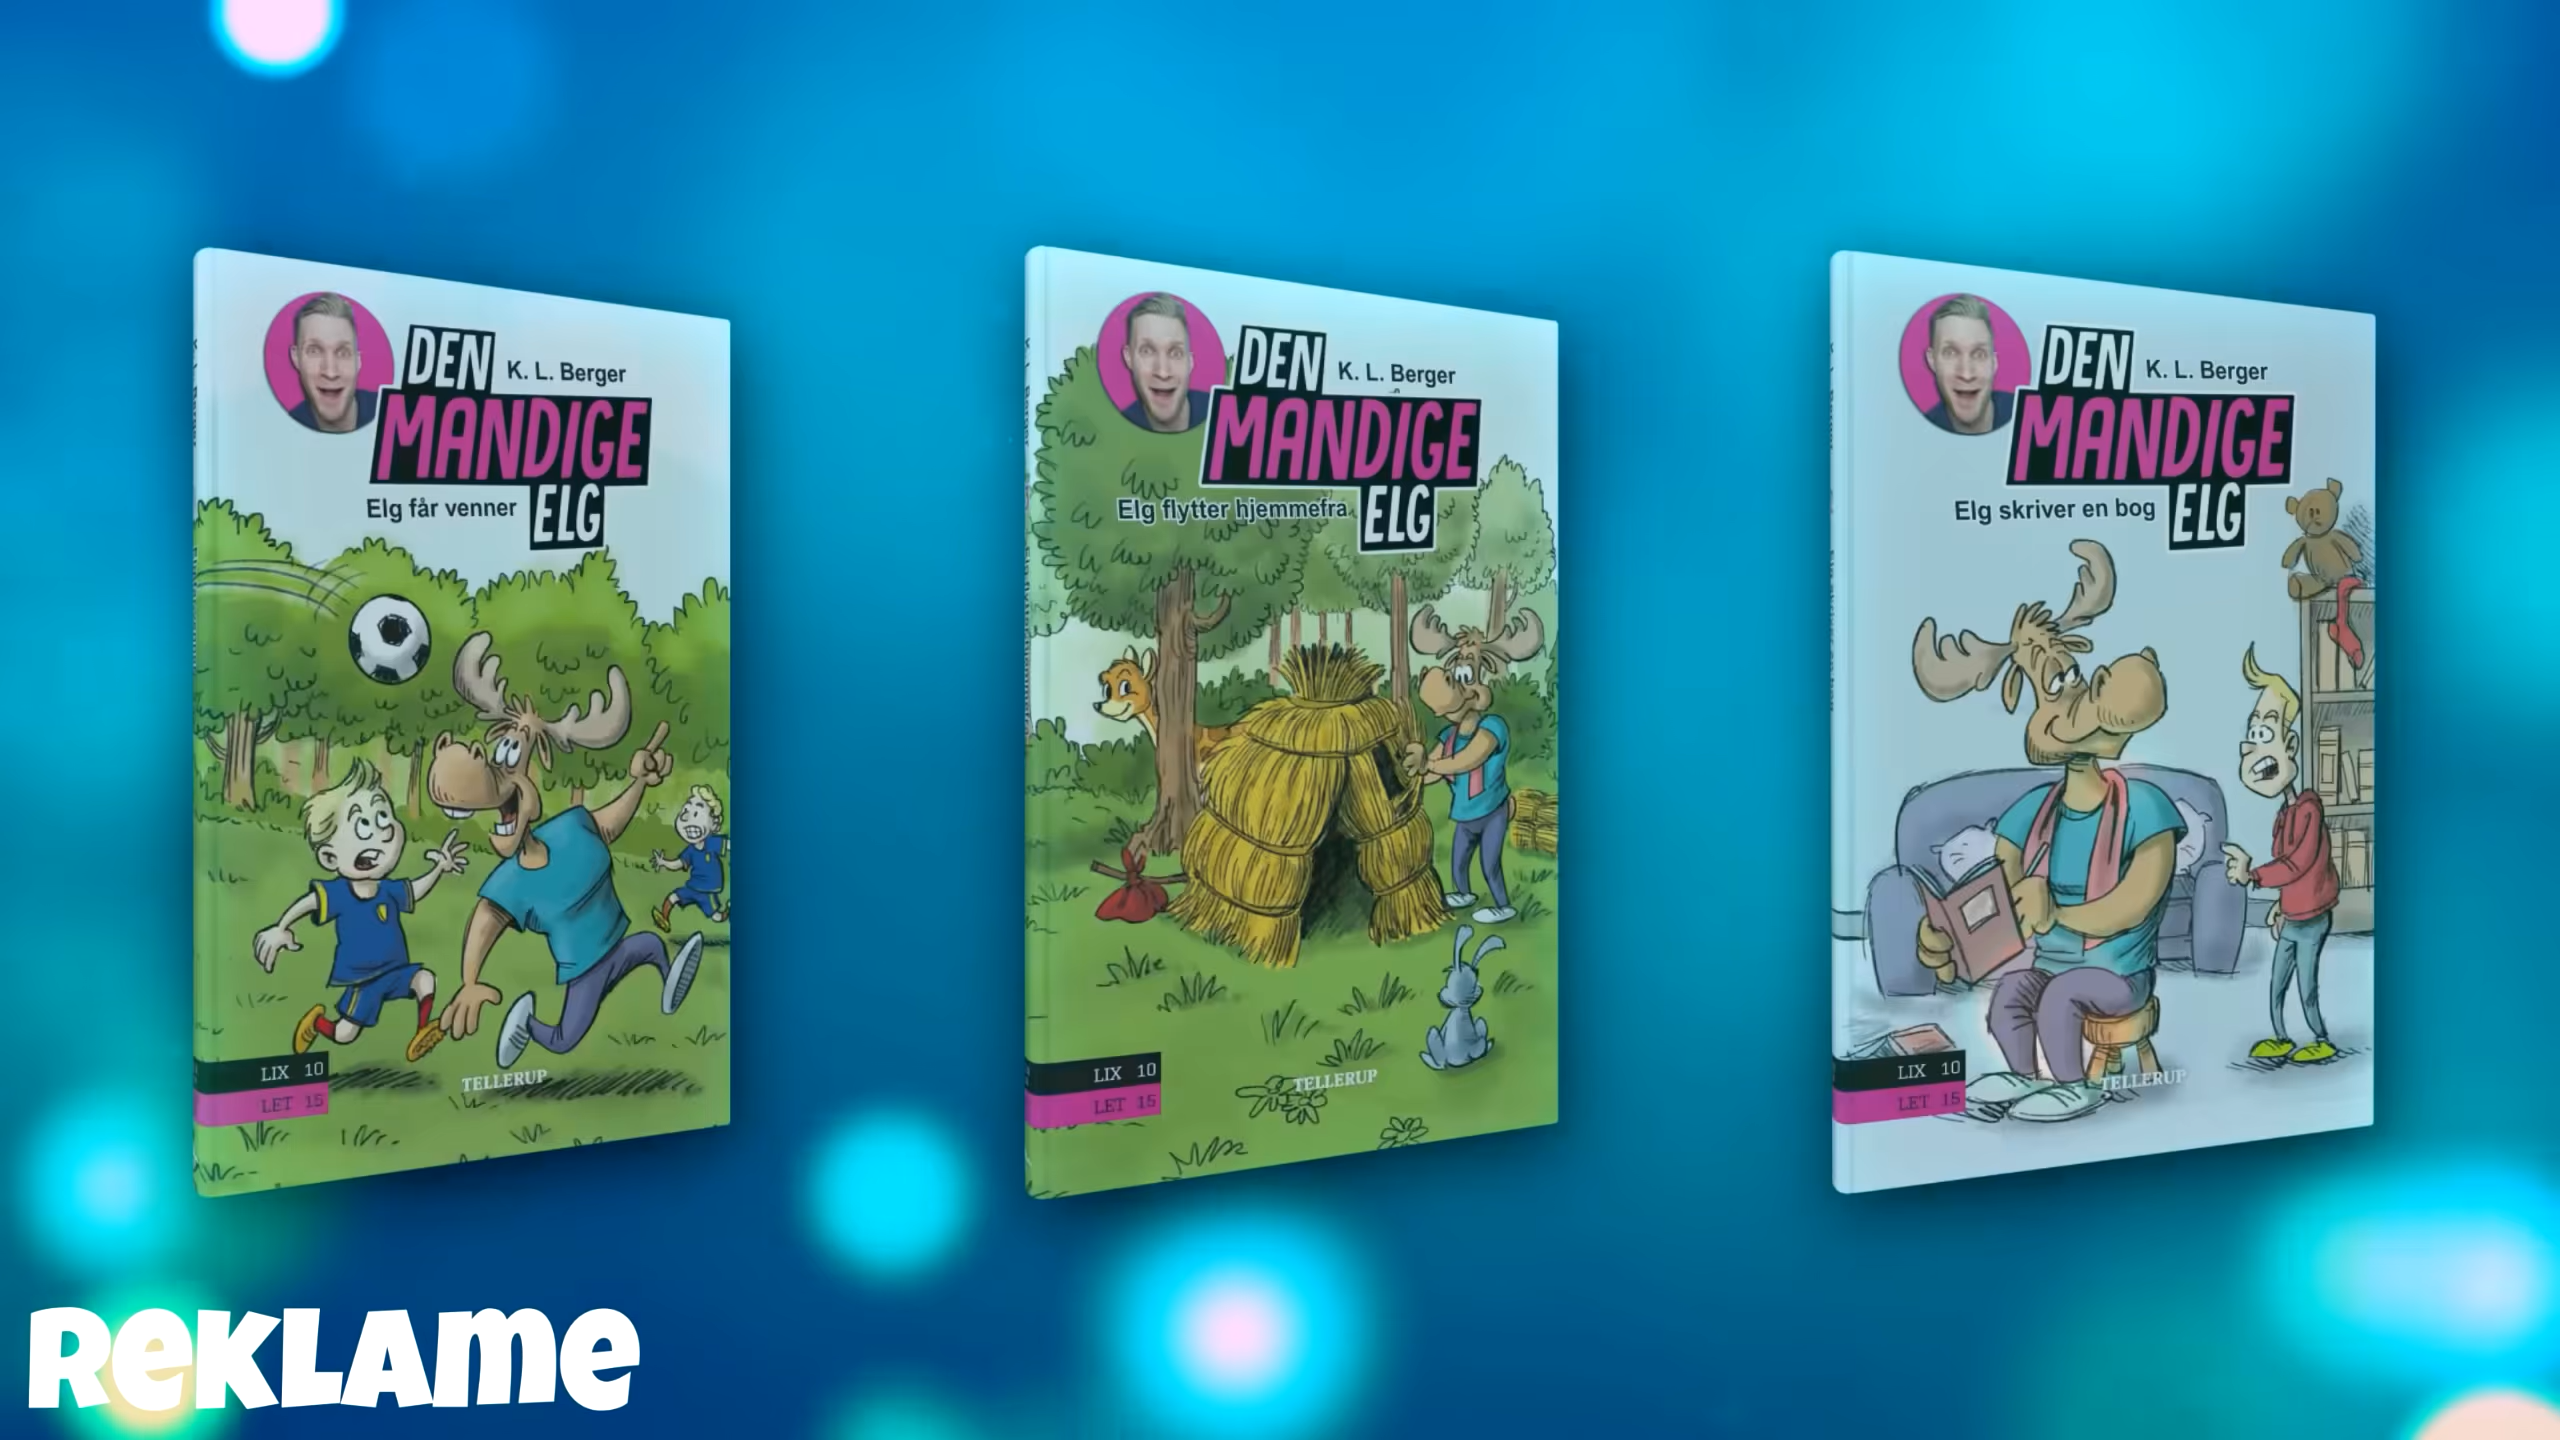 DEN
K. L. Berger
MANDIGE
Elg får venner
ELG
LIX 10
LET 15
TELLERUP
DEN
K. L. Berger
MANDIGE
Elg flytter hjemmefra
ELG
LIX 10
LET 15
TELLERUP
DEN
K. L. Berger
MANDIGE
Elg skriver en bog
ELG
LIX 10
LET 15
TELLERUP
Reklame